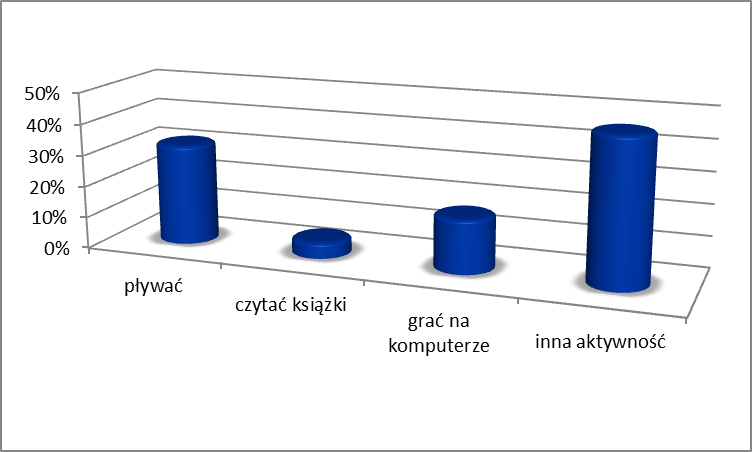 50%
40%
30%
20%
10%
0%
pływać
czytać książki
grać na
komputerze
inna aktywność